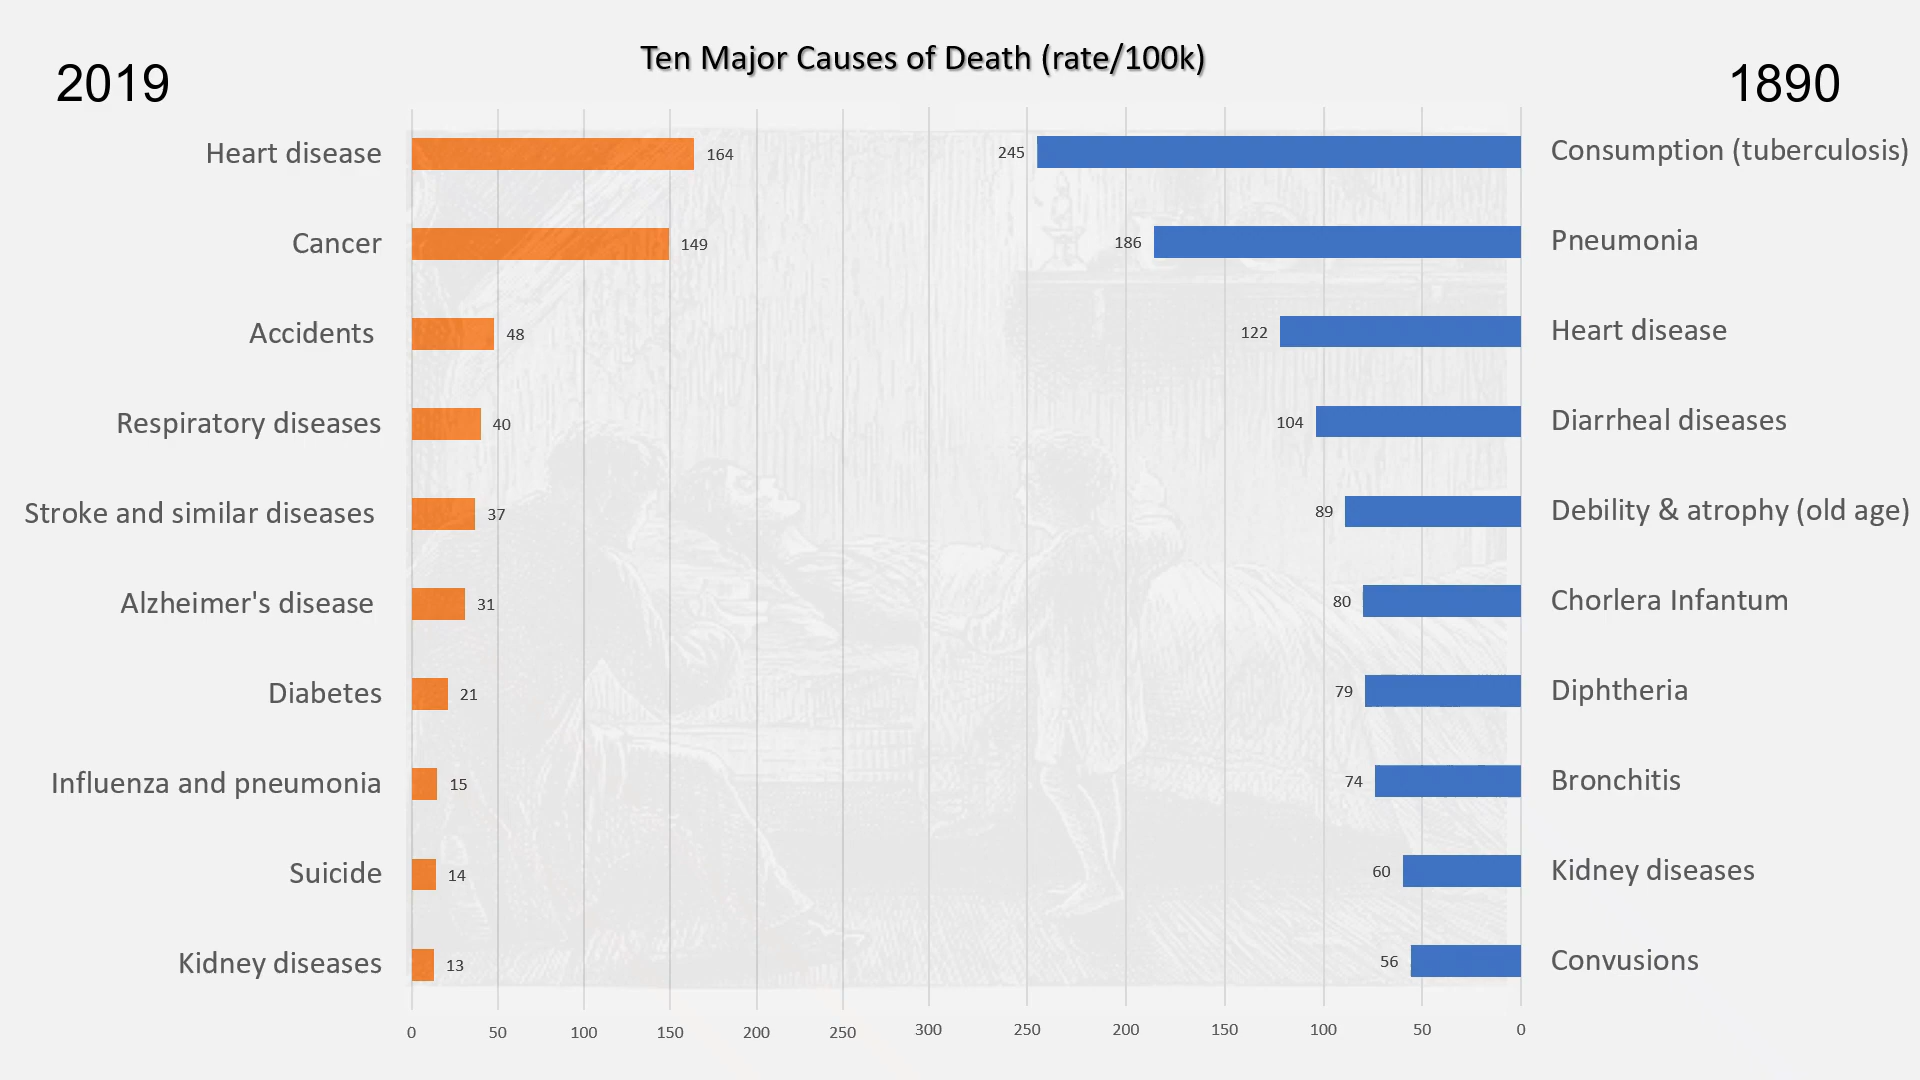 Ten Major Causes of Death (rate/100k)
2019
1890
Heart disease 164
245 Consumption (tuberculosis)
Cancer 149
186 Pneumonia
Accidents 48
122 Heart disease
Respiratory diseases 40
104 Diarrheal diseases
Stroke and similar diseases 37
89 Debility & atrophy (old age)
Alzheimer's disease 31
80 Chorlera Infantum
Diabetes 21
79 Diphtheria
Influenza and pneumonia 15
74 Bronchitis
Suicide 14
60 Kidney diseases
Kidney diseases 13
56 Convusions
0 50 100 150 200 250 300 250 200 150 100 50 0